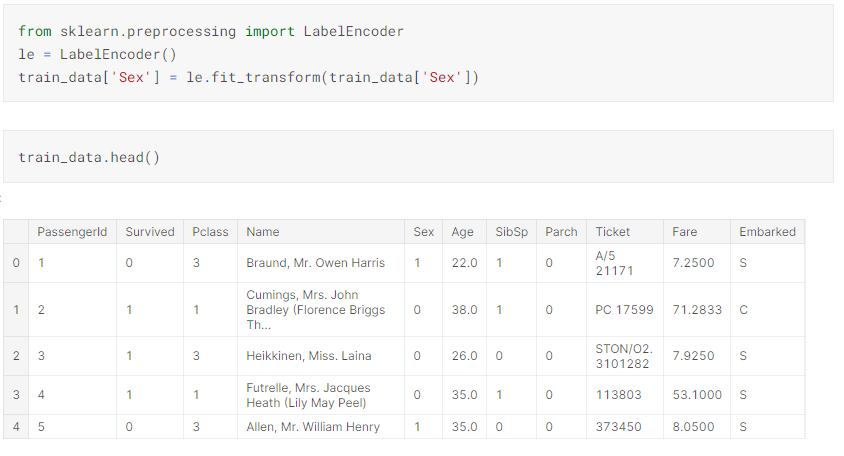 from sklearn.preprocessing import LabelEncoder
le = LabelEncoder()
train_data['Sex'] = le.fit_transform(train_data['Sex'])
train_data.head()
PassengerId Survived Pclass Name Sex Age SibSp Parch Ticket Fare Embarked
0 1 0 3 Braund, Mr. Owen Harris 1 22.0 1 0 A/5 21171 7.2500 S
1 2 1 1 Cumings, Mrs. John Bradley (Florence Briggs Th... 0 38.0 1 0 PC 17599 71.2833 C
2 3 1 3 Heikkinen, Miss. Laina 0 26.0 0 0 STON/O2. 3101282 7.9250 S
3 4 1 1 Futrelle, Mrs. Jacques Heath (Lily May Peel) 0 35.0 1 0 113803 53.1000 S
4 5 0 3 Allen, Mr. William Henry 1 35.0 0 0 373450 8.0500 S